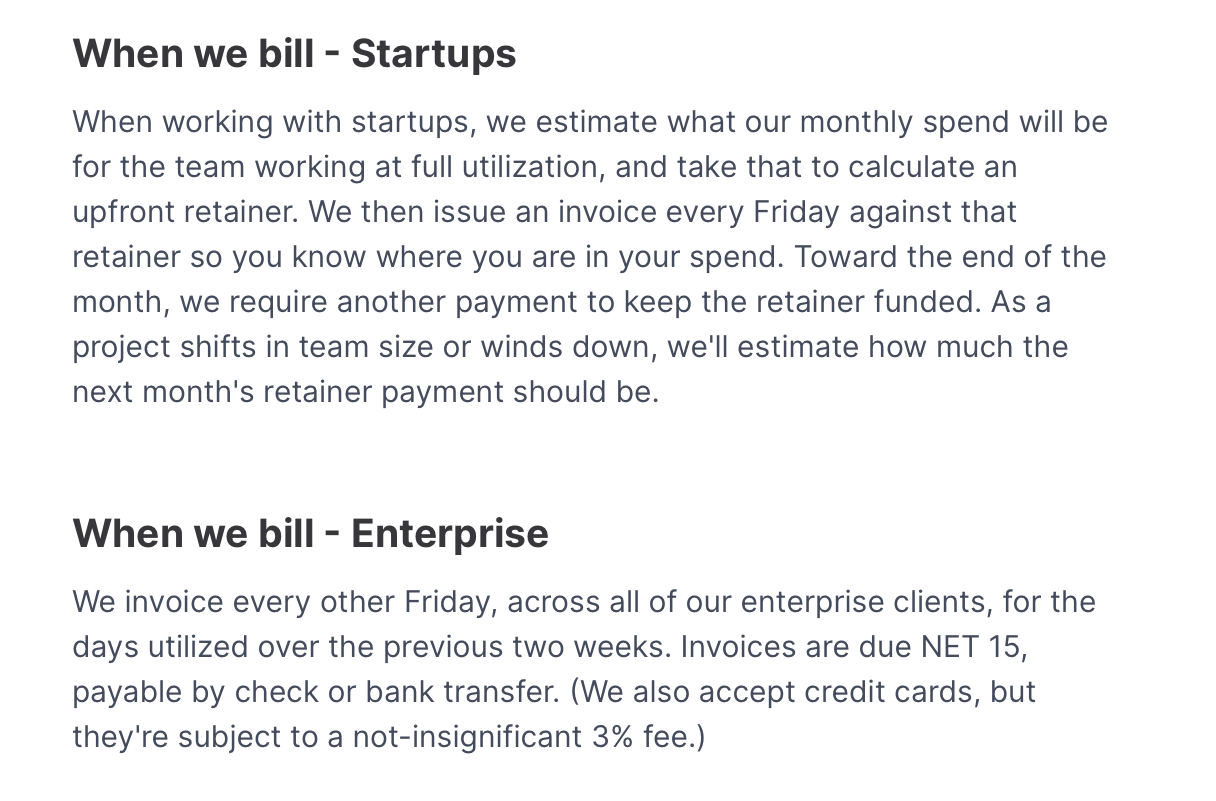 When we bill - Startups
When working with startups, we estimate what our monthly spend will be
for the team working at full utilization, and take that to calculate an
upfront retainer. We then issue an invoice every Friday against that
retainer so you know where you are in your spend. Toward the end of the
month, we require another payment to keep the retainer funded. As a
project shifts in team size or winds down, we'll estimate how much the
next month's retainer payment should be.
When we bill - Enterprise
We invoice every other Friday, across all of our enterprise clients, for the
days utilized over the previous two weeks. Invoices are due NET 15,
payable by check or bank transfer. (We also accept credit cards, but
they're subject to a not-insignificant 3% fee.)